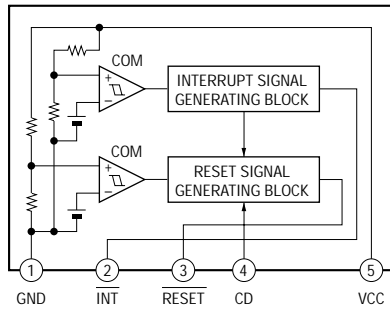 COM
+
−
INTERRUPT SIGNAL
GENERATING BLOCK
COM
+
−
RESET SIGNAL
GENERATING BLOCK
1 2 3 4 5
GND INT RESET CD VCC